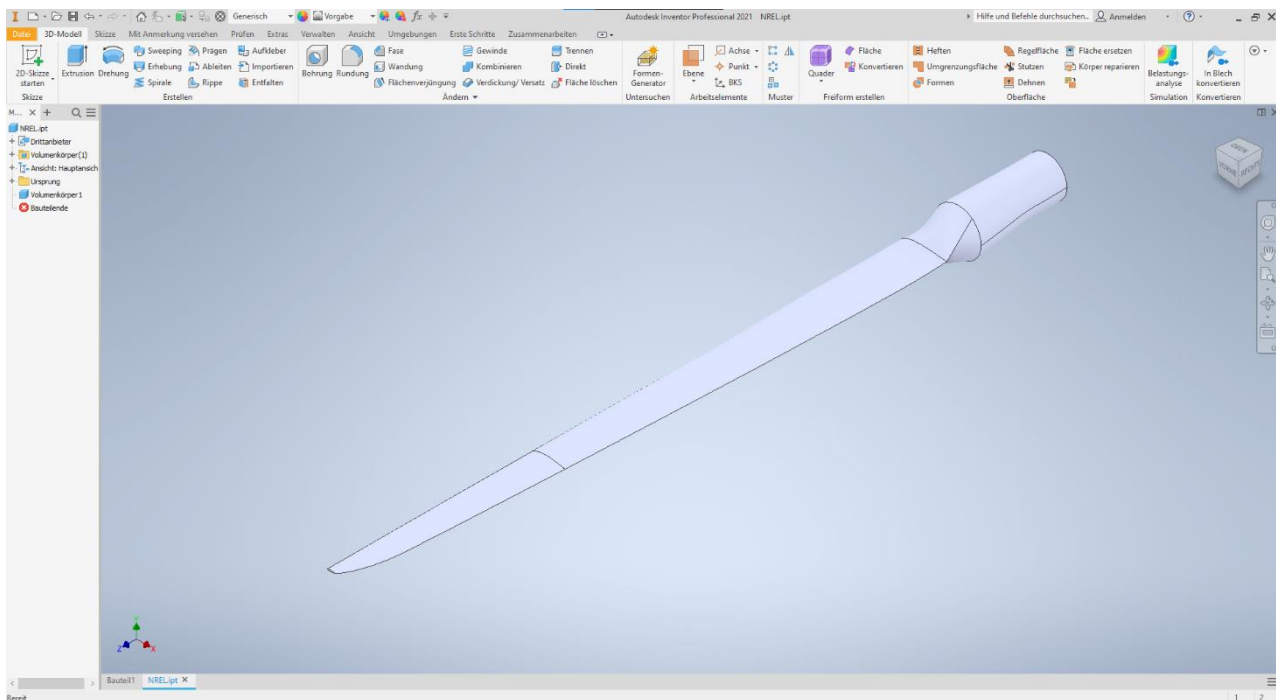 Generisch Vorgabe Autodesk Inventor Professional 2021 NREL.ipt Hilfe und Befehle durchsuchen... Anmelden
Datei 3D-Modell Skizze Mit Anmerkung versehen Prüfen Extras Verwalten Ansicht Umgebungen Erste Schritte Zusammenarbeiten
Sweeping Prägen Aufkleber Fase Gewinde Trennen Achse Fläche Heften Regelfläche Fläche ersetzen
2D-Skizze starten Extrusion Drehung Erhebung Ableiten Importieren Bohrung Rundung Wandung Kombinieren Direkt Formen-Generator Ebene Punkt Quader Konvertieren Umgrenzungsfläche Stutzen Körper reparieren Belastungs-analyse In Blech konvertieren
Spirale Rippe Entfalten Flächenverjüngung Verdickung/ Versatz Fläche löschen BKS Formen Dehnen
Skizze Erstellen Ändern Untersuchen Arbeitselemente Muster Freiform erstellen Oberfläche Simulation Konvertieren
M... X +
NREL.ipt
Drittanbieter
Volumenkörper(1)
Ansicht: Hauptansich
Ursprung
Volumenkörper1
Bauteilende
OBEN
VORNE RECHTS
Y
Z X
Bauteil1 NREL.ipt X
Bereit 1 2